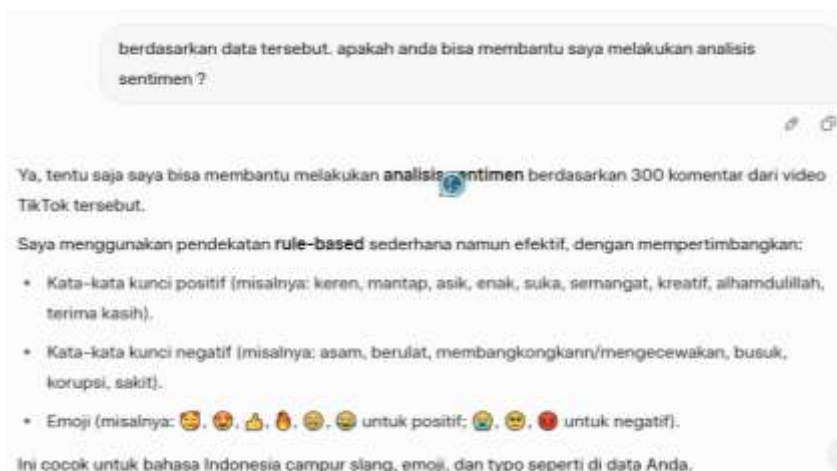 berdasarkan data tersebut. apakah anda bisa membantu saya melakukan analisis
sentimen ?
Ya, tentu saja saya bisa membantu melakukan analisis sentimen berdasarkan 300 komentar dari video
TikTok tersebut.
Saya menggunakan pendekatan rule-based sederhana namun efektif, dengan mempertimbangkan:
• Kata-kata kunci positif (misalnya: keren, mantap, asik, enak, suka, semangat, kreatif, alhamdulillah,
terima kasih).
• Kata-kata kunci negatif (misalnya: asam, berulat, membangkongkann/mengecewakan, busuk,
korupsi, sakit).
• Emoji (misalnya: 🥰, 😍, 👍, 🔥, 😂, untuk positif; 😭, 🥺, 😡 untuk negatif).
Ini cocok untuk bahasa Indonesia campur slang, emoji, dan typo seperti di data Anda.